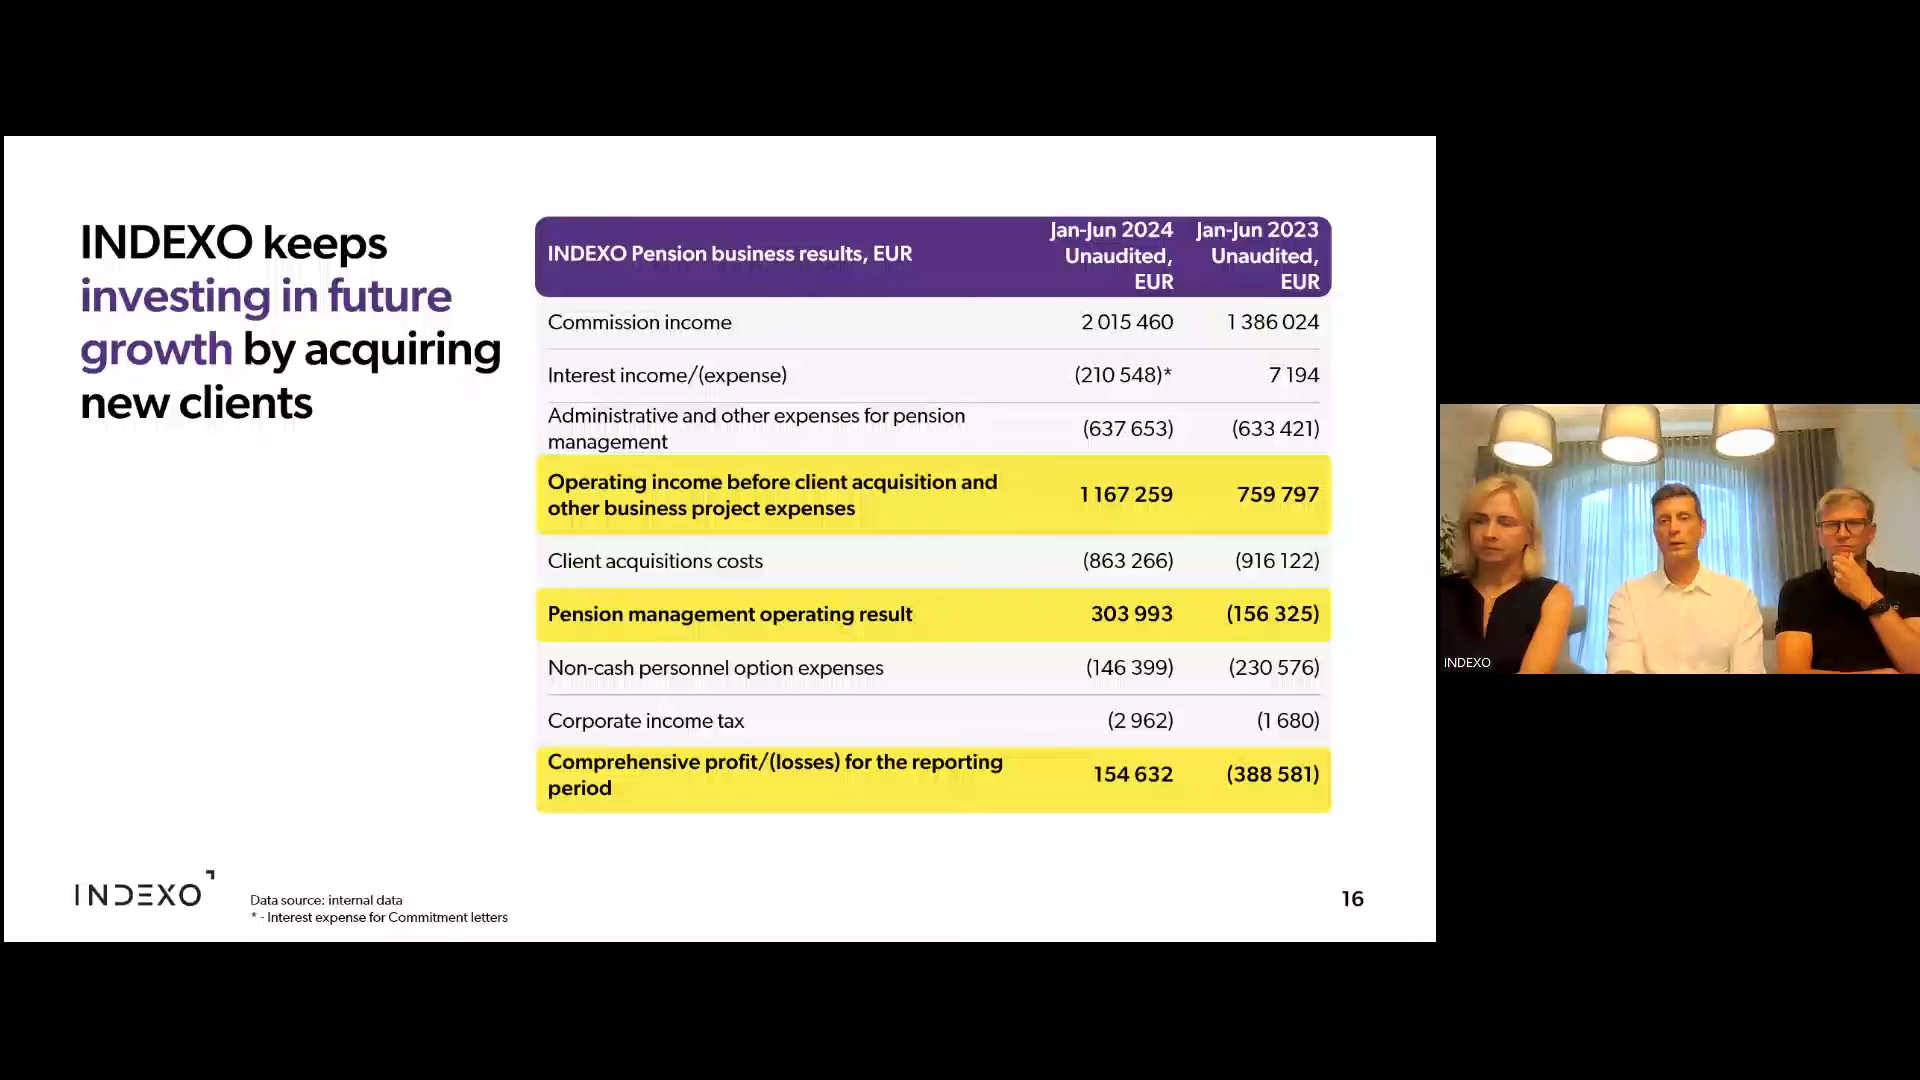 INDEXO keeps
investing in future
growth by acquiring
new clients
INDEXO Pension business results, EUR
Jan-Jun 2024
Unaudited,
EUR
Jan-Jun 2023
Unaudited,
EUR
Commission income 2 015 460 1 386 024
Interest income/(expense) (210 548)* 7 194
Administrative and other expenses for pension
management (637 653) (633 421)
Operating income before client acquisition and
other business project expenses 1 167 259 759 797
Client acquisitions costs (863 266) (916 122)
Pension management operating result 303 993 (156 325)
Non-cash personnel option expenses (146 399) (230 576)
Corporate income tax (2 962) (1 680)
Comprehensive profit/(losses) for the reporting
period 154 632 (388 581)
INDEXO
Data source: internal data
* - Interest expense for Commitment letters
16
INDEXO